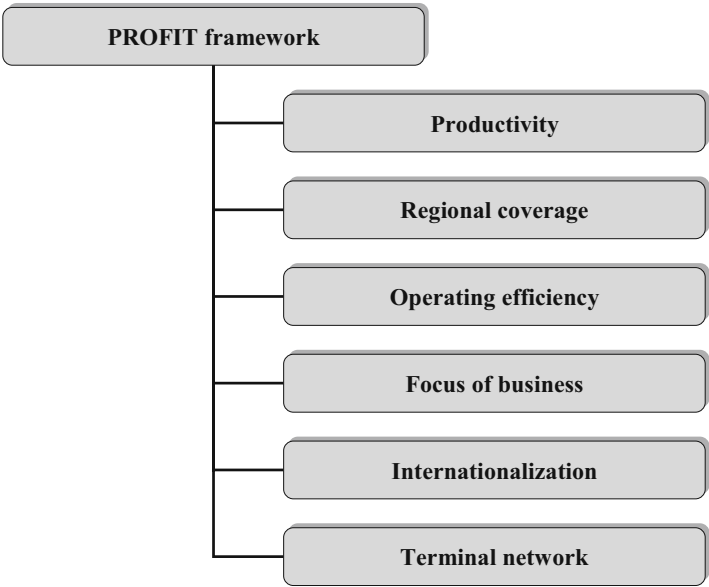 PROFIT framework
Productivity
Regional coverage
Operating efficiency
Focus of business
Internationalization
Terminal network